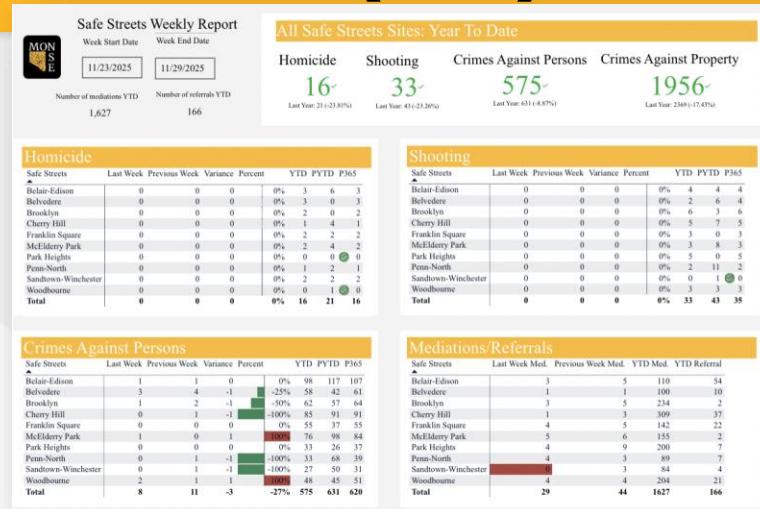 Safe Streets Weekly Report
Week Start Date Week End Date
MON
S
E
11/23/2025 11/29/2025
Number of mediations YTD Number of referrals YTD
1,627 166
All Safe Streets Sites: Year To Date
Homicide Shooting Crimes Against Persons Crimes Against Property
16 33 575 1956
Last Year: 21 (-23.81%) Last Year: 43 (-23.26%) Last Year: 631 (-8.87%) Last Year: 2369 (-17.43%)
Homicide
Safe Streets Last Week Previous Week Variance Percent YTD PYTD P365
Belair-Edison 0 0 0 0% 3 6 3
Belvedere 0 0 0 0% 3 0 3
Brooklyn 0 0 0 0% 2 0 2
Cherry Hill 0 0 0 0% 1 4 1
Franklin Square 0 0 0 0% 2 2 2
McElderry Park 0 0 0 0% 2 4 2
Park Heights 0 0 0 0% 0 0 0
Penn-North 0 0 0 0% 1 2 1
Sandtown-Winchester 0 0 0 0% 2 2 2
Woodbourne 0 0 0 0% 0 1 0
Total 0 0 0 0% 16 21 16
Shooting
Safe Streets Last Week Previous Week Variance Percent YTD PYTD P365
Belair-Edison 0 0 0 0% 4 4 4
Belvedere 0 0 0 0% 2 6 4
Brooklyn 0 0 0 0% 6 3 6
Cherry Hill 0 0 0 0% 5 7 5
Franklin Square 0 0 0 0% 3 0 3
McElderry Park 0 0 0 0% 3 8 3
Park Heights 0 0 0 0% 5 0 5
Penn-North 0 0 0 0% 2 11 2
Sandtown-Winchester 0 0 0 0% 0 1 0
Woodbourne 0 0 0 0% 3 3 3
Total 0 0 0 0% 33 43 35
Crimes Against Persons
Safe Streets Last Week Previous Week Variance Percent YTD PYTD P365
Belair-Edison 1 1 0 0% 98 117 107
Belvedere 3 4 -1 -25% 58 42 61
Brooklyn 1 2 -1 -50% 62 57 64
Cherry Hill 0 1 -1 -100% 85 91 91
Franklin Square 0 0 0 0% 55 37 55
McElderry Park 1 0 1 100% 76 98 84
Park Heights 0 0 0 0% 33 26 37
Penn-North 0 1 -1 -100% 33 68 39
Sandtown-Winchester 0 1 -1 -100% 27 50 31
Woodbourne 2 1 1 100% 48 45 51
Total 8 11 -3 -27% 575 631 620
Mediations/Referrals
Safe Streets Last Week Med. Previous Week Med. YTD Med. YTD Referral
Belair-Edison 3 5 110 54
Belvedere 1 1 100 10
Brooklyn 3 5 234 2
Cherry Hill 1 3 309 37
Franklin Square 4 5 142 22
McElderry Park 5 6 155 2
Park Heights 4 9 200 7
Penn-North 4 3 89 7
Sandtown-Winchester 0 3 84 4
Woodbourne 4 4 204 21
Total 29 44 1627 166